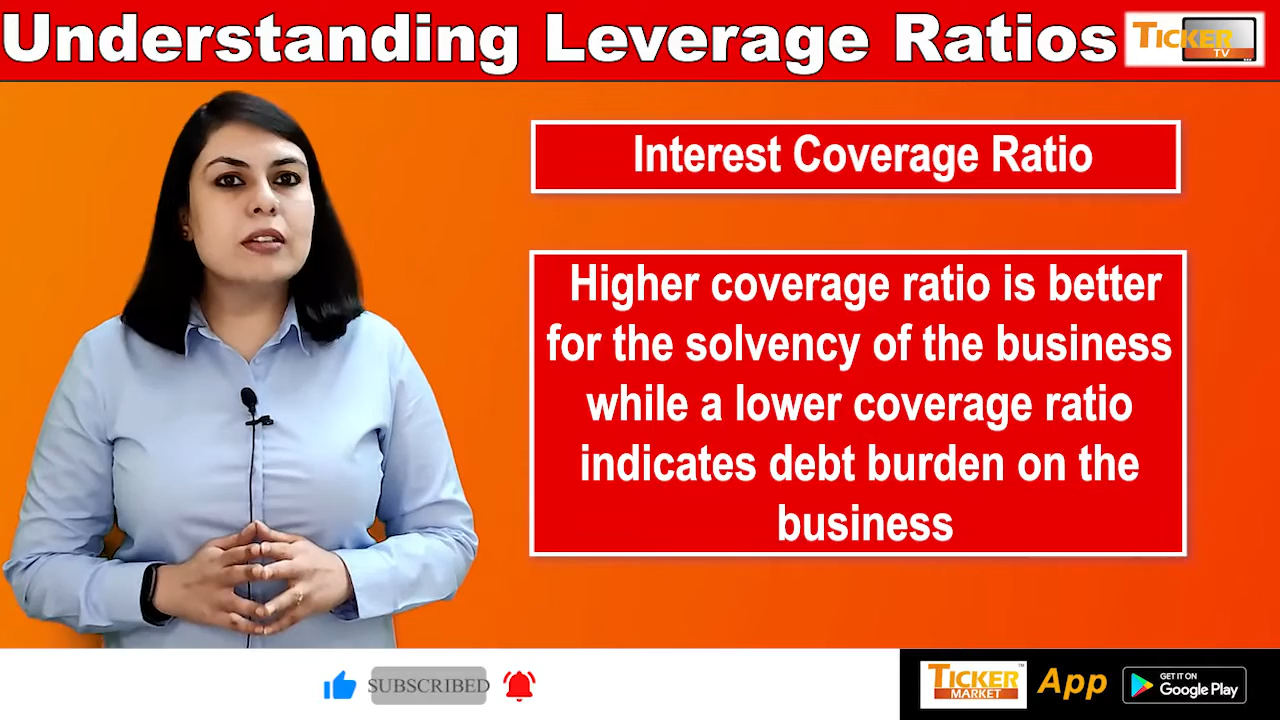 Understanding Leverage Ratios
TICKER
TV
Interest Coverage Ratio
Higher coverage ratio is better
for the solvency of the business
while a lower coverage ratio
indicates debt burden on the
business
SUBSCRIBED
TICKER
MARKET
TM
App
GET IT ON
Google Play